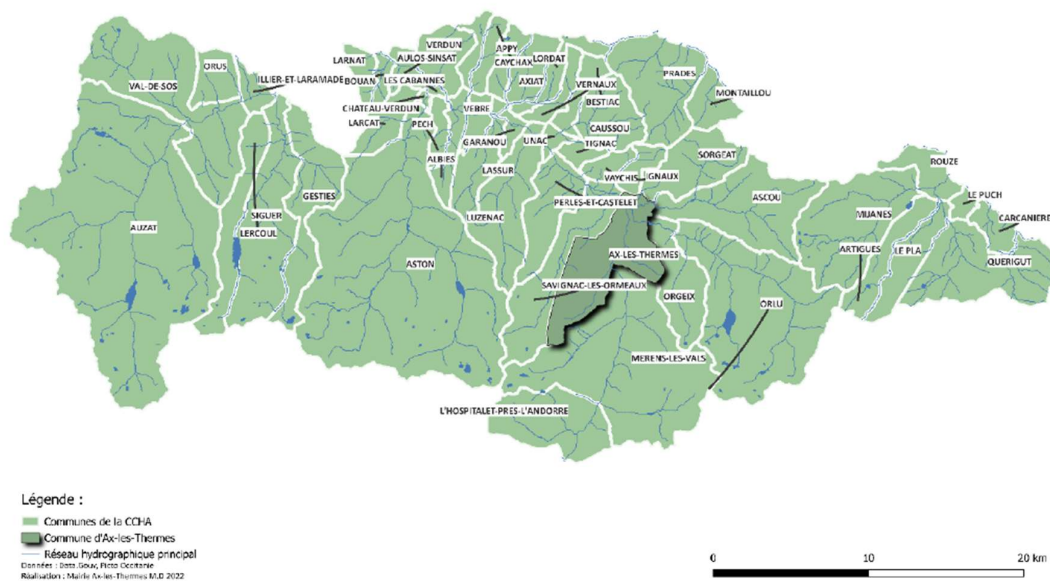 VERDUN
APPY
LARNAT
AULOS-SINSAT
CAYCHAX
LORDAT
ORUS
ILLIER-ET-LARAMADE
BOUAN
LES CABANNES
AXIAT
PRADES
VAL-DE-SOS
VERNAUX
MONTAILLOU
CHATEAU-VERDUN
VEBRE
BESTIAC
LARCAT
PECH
CAUSSOU
GARANOU
UNAC
TIGNAC
ALBIES
SORGEAT
LASSUR
ROUZE
VAYCHIS
IGNAUX
ASCOU
GESTIES
LE PUCH
PERLES-ET-CASTELET
SIGUER
LUZENAC
MIJANES
CARCANIERE
AUZAT
LERCOUL
ARTIGUES
LE PLA
AX-LES-THERMES
QUERIGUT
ASTON
SAVIGNAC-LES-ORMEAUX
ORGEIX
ORLU
MERENS-LES-VALS
L'HOSPITALET-PRES-L'ANDORRE
Légende :
Communes de la CCHA
Commune d'Ax-les-Thermes
Réseau hydrographique principal
Données : Data.Gouv, Picto Occitanie
Réalisation : Mairie Ax-les-Thermes M.D 2022
0 10 20 km